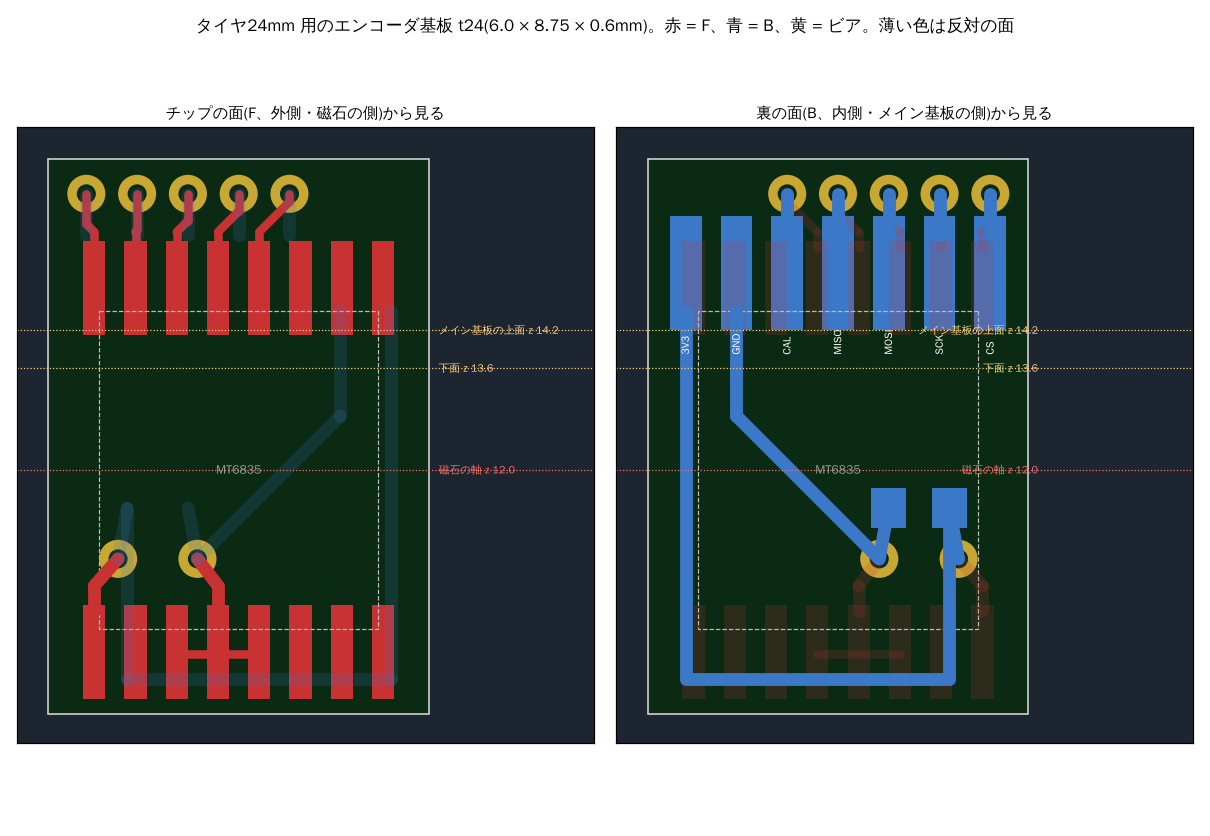 タイヤ24mm 用のエンコーダ基板 t24(6.0 × 8.75 × 0.6mm)。赤 = F、青 = B、黄 = ビア。薄い色は反対の面
チップの面(F、外側・磁石の側)から見る
メイン基板の上面 z 14.2
下面 z 13.6
MT6835
磁石の軸 z 12.0
裏の面(B、内側・メイン基板の側)から見る
メイン基板の上面 z 14.2
3V3
GND
CAL
MISO
MOSI
SCK
CS
下面 z 13.6
MT6835
磁石の軸 z 12.0